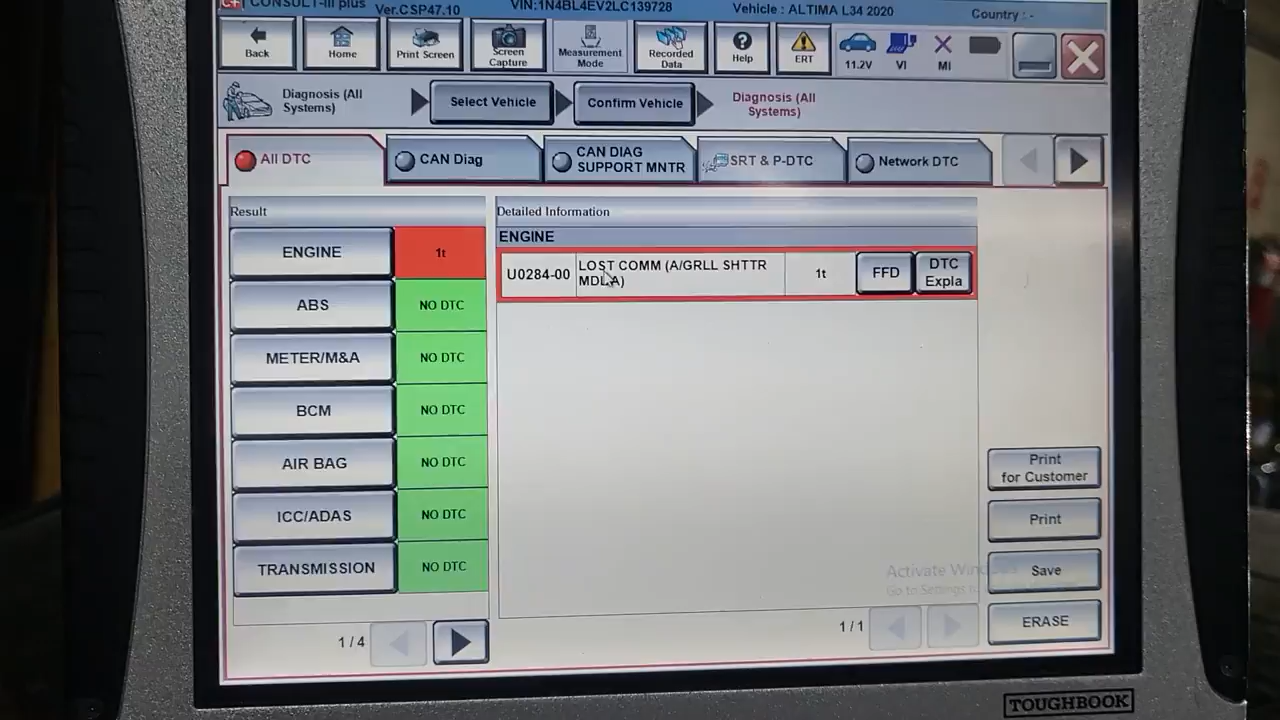 CONSULT-III plus Ver.CSP47.10 VIN:1N4BL4EV2LC139728 Vehicle : ALTIMA L34 2020 Country : -
Back
Home
Print Screen
Screen Capture
Measurement Mode
Recorded Data
Help
ERT
11.2V
VI
MI
Diagnosis (All Systems)
Select Vehicle
Confirm Vehicle
Diagnosis (All Systems)
All DTC
CAN Diag
CAN DIAG SUPPORT MNTR
SRT & P-DTC
Network DTC
Result
ENGINE 1t
ABS NO DTC
METER/M&A NO DTC
BCM NO DTC
AIR BAG NO DTC
ICC/ADAS NO DTC
TRANSMISSION NO DTC
1/4
Detailed Information
ENGINE
U0284-00
LOST COMM (A/GRLL SHTTR
MDL A)
1t
FFD
DTC Expla
1/1
Print for Customer
Print
Save
ERASE
Activate Windows
Go to Settings
TOUGHBOOK